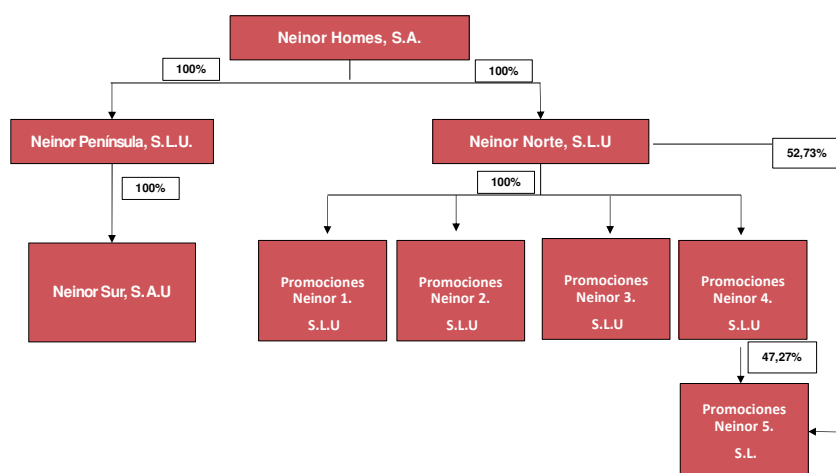 Neinor Homes, S.A.
100%
100%
Neinor Península, S.L.U.
Neinor Norte, S.L.U
52,73%
100%
100%
Neinor Sur, S.A.U
Promociones
Neinor 1.
S.L.U
Promociones
Neinor 2.
S.L.U
Promociones
Neinor 3.
S.L.U
Promociones
Neinor 4.
S.L.U
47,27%
Promociones
Neinor 5.
S.L.